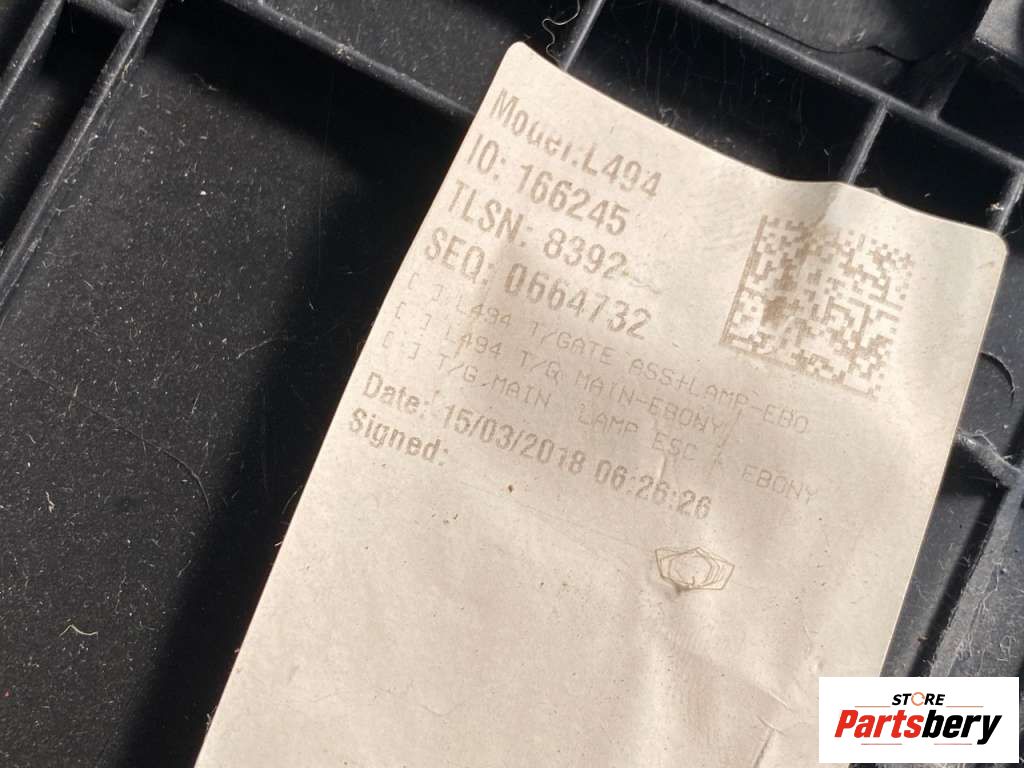 Model:L494
ID: 166245
TLSN: 8392
SEQ: 0664732
[ ] L494 T/GATE ASS+LAMP-EBO
[ ] L494 T/G MAIN-EBONY
[ ] T/G MAIN LAMP ESC - EBONY
Date: 15/03/2018 06:26:26
Signed:
STORE
Partsbery